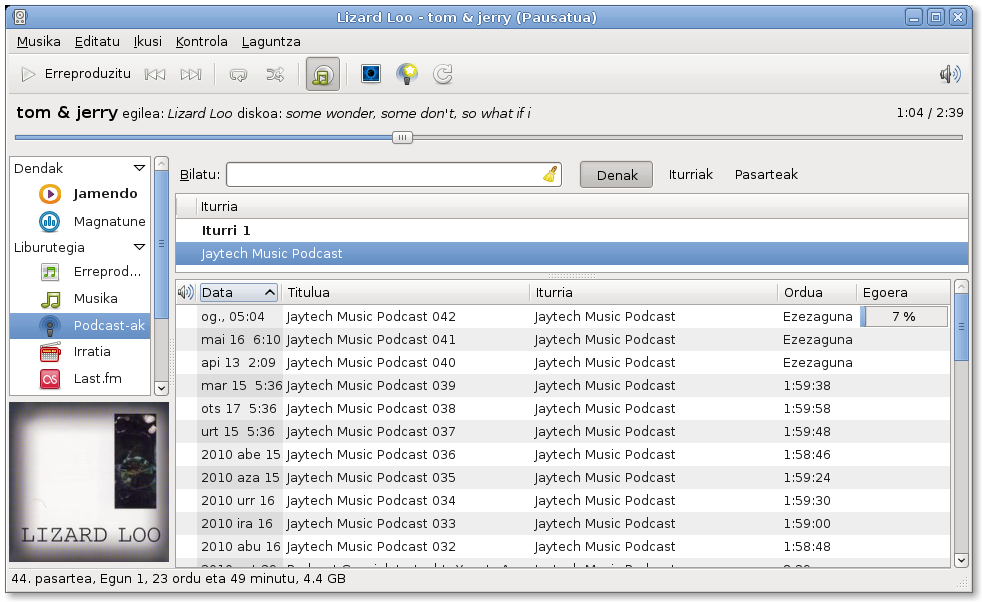 Lizard Loo - tom & jerry (Pausatua)
Musika Editatu Ikusi Kontrola Laguntza
Erreproduzitu
tom & jerry egilea: Lizard Loo diskoa: some wonder, some don't, so what if i 1:04 / 2:39
Dendak
Jamendo
Magnatune
Liburutegia
Erreprod...
Musika
Podcast-ak
Irratia
Last.fm
LIZARD LOO
Bilatu: Denak Iturriak Pasarteak
Iturria
Iturri 1
Jaytech Music Podcast
Data Titulua Iturria Ordua Egoera
og., 05:04 Jaytech Music Podcast 042 Jaytech Music Podcast Ezezaguna 7 %
mai 16 6:10 Jaytech Music Podcast 041 Jaytech Music Podcast Ezezaguna
api 13 2:09 Jaytech Music Podcast 040 Jaytech Music Podcast Ezezaguna
mar 15 5:36 Jaytech Music Podcast 039 Jaytech Music Podcast 1:59:38
ots 17 5:36 Jaytech Music Podcast 038 Jaytech Music Podcast 1:59:58
urt 15 5:36 Jaytech Music Podcast 037 Jaytech Music Podcast 1:59:48
2010 abe 15 Jaytech Music Podcast 036 Jaytech Music Podcast 1:58:46
2010 aza 15 Jaytech Music Podcast 035 Jaytech Music Podcast 1:59:24
2010 urr 16 Jaytech Music Podcast 034 Jaytech Music Podcast 1:59:30
2010 ira 16 Jaytech Music Podcast 033 Jaytech Music Podcast 1:59:00
2010 abu 16 Jaytech Music Podcast 032 Jaytech Music Podcast 1:58:48
44. pasartea, Egun 1, 23 ordu eta 49 minutu, 4.4 GB